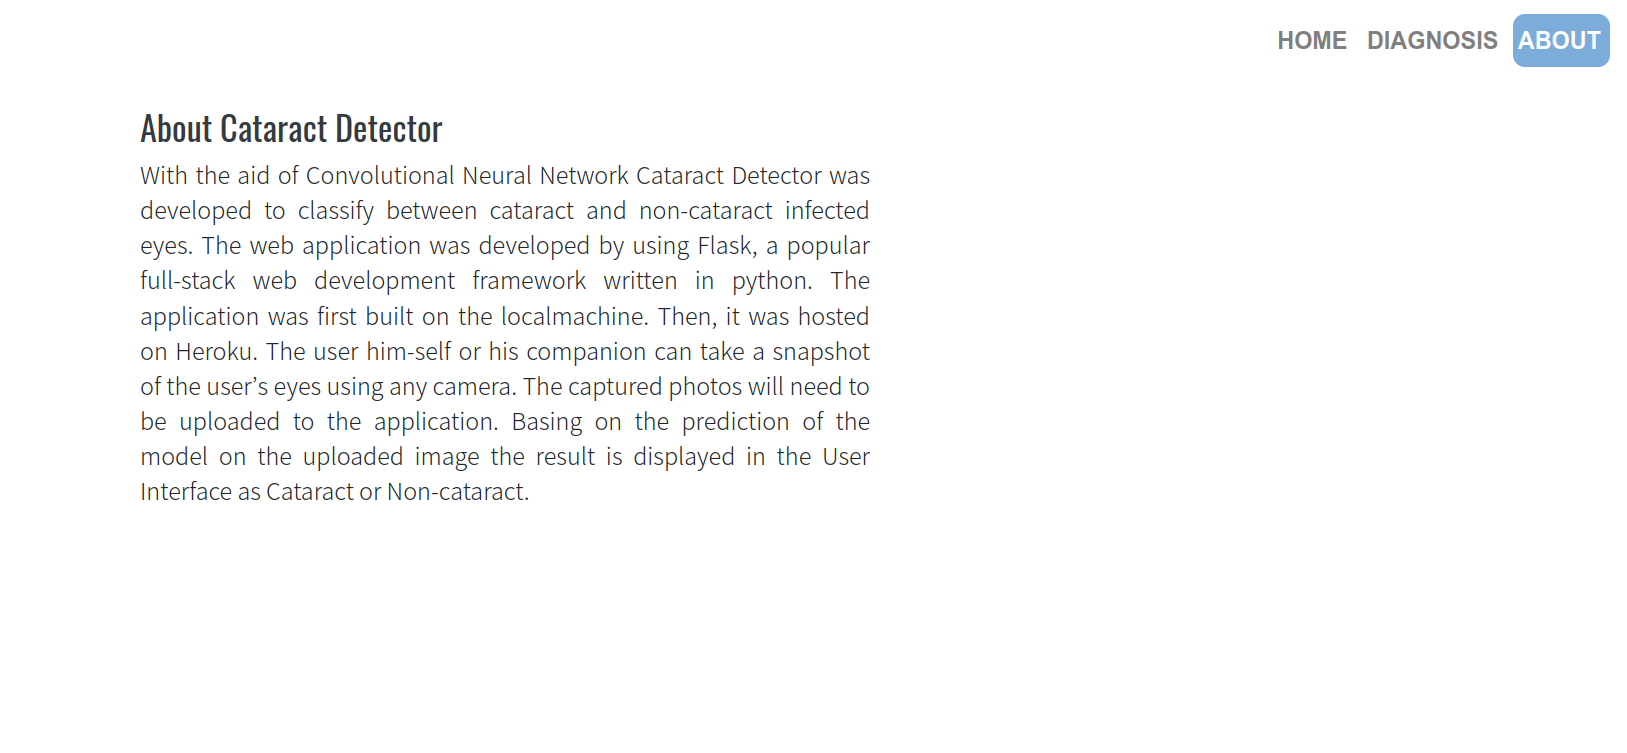 HOME DIAGNOSIS ABOUT
About Cataract Detector
With the aid of Convolutional Neural Network Cataract Detector was
developed to classify between cataract and non-cataract infected
eyes. The web application was developed by using Flask, a popular
full-stack web development framework written in python. The
application was first built on the localmachine. Then, it was hosted
on Heroku. The user him-self or his companion can take a snapshot
of the user’s eyes using any camera. The captured photos will need to
be uploaded to the application. Basing on the prediction of the
model on the uploaded image the result is displayed in the User
Interface as Cataract or Non-cataract.